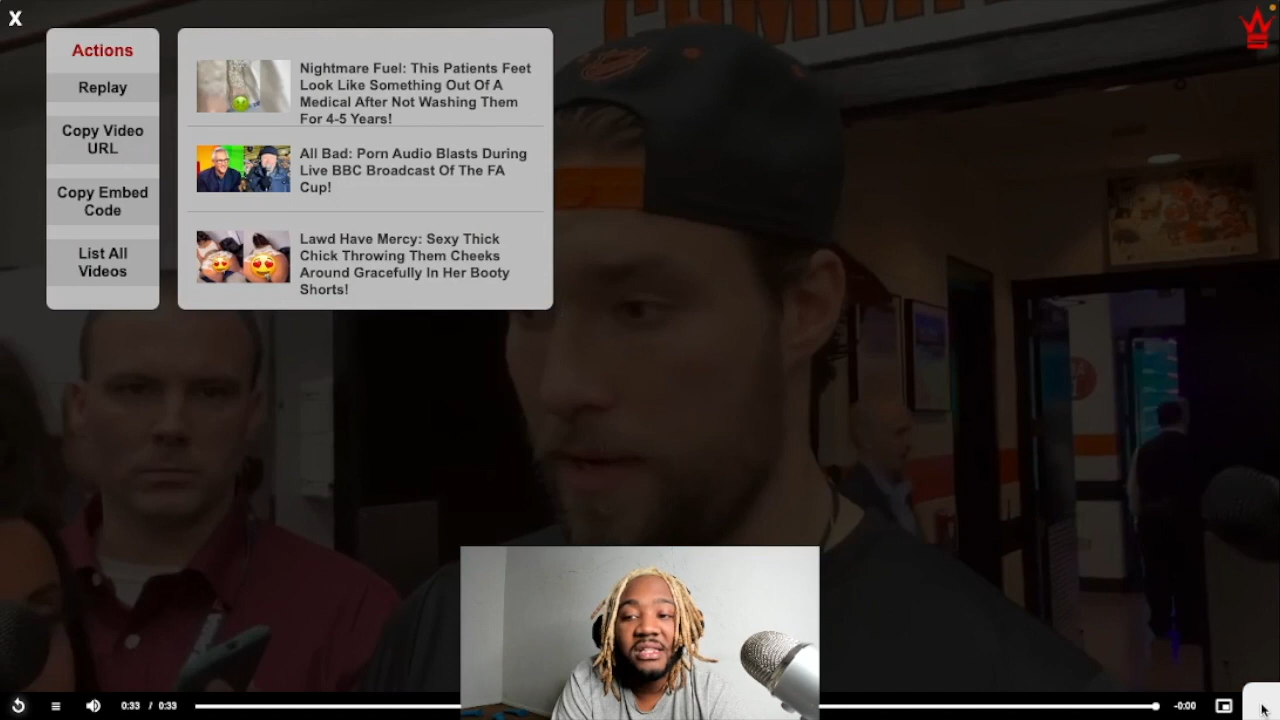 COMMIT
X
Actions
Replay
Copy Video
URL
Copy Embed
Code
List All
Videos
Nightmare Fuel: This Patients Feet
Look Like Something Out Of A
Medical After Not Washing Them
For 4-5 Years!
All Bad: Porn Audio Blasts During
Live BBC Broadcast Of The FA
Cup!
Lawd Have Mercy: Sexy Thick
Chick Throwing Them Cheeks
Around Gracefully In Her Booty
Shorts!
0:33 / 0:33
-0:00